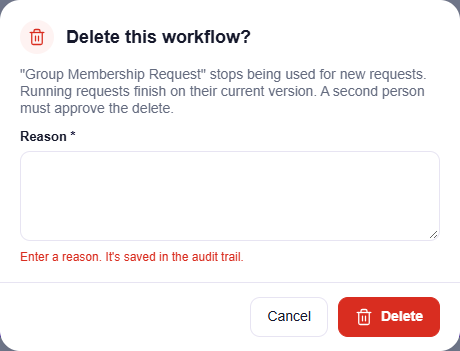 Delete this workflow?
"Group Membership Request" stops being used for new requests.
Running requests finish on their current version. A second person
must approve the delete.
Reason *
Enter a reason. It's saved in the audit trail.
Cancel
Delete